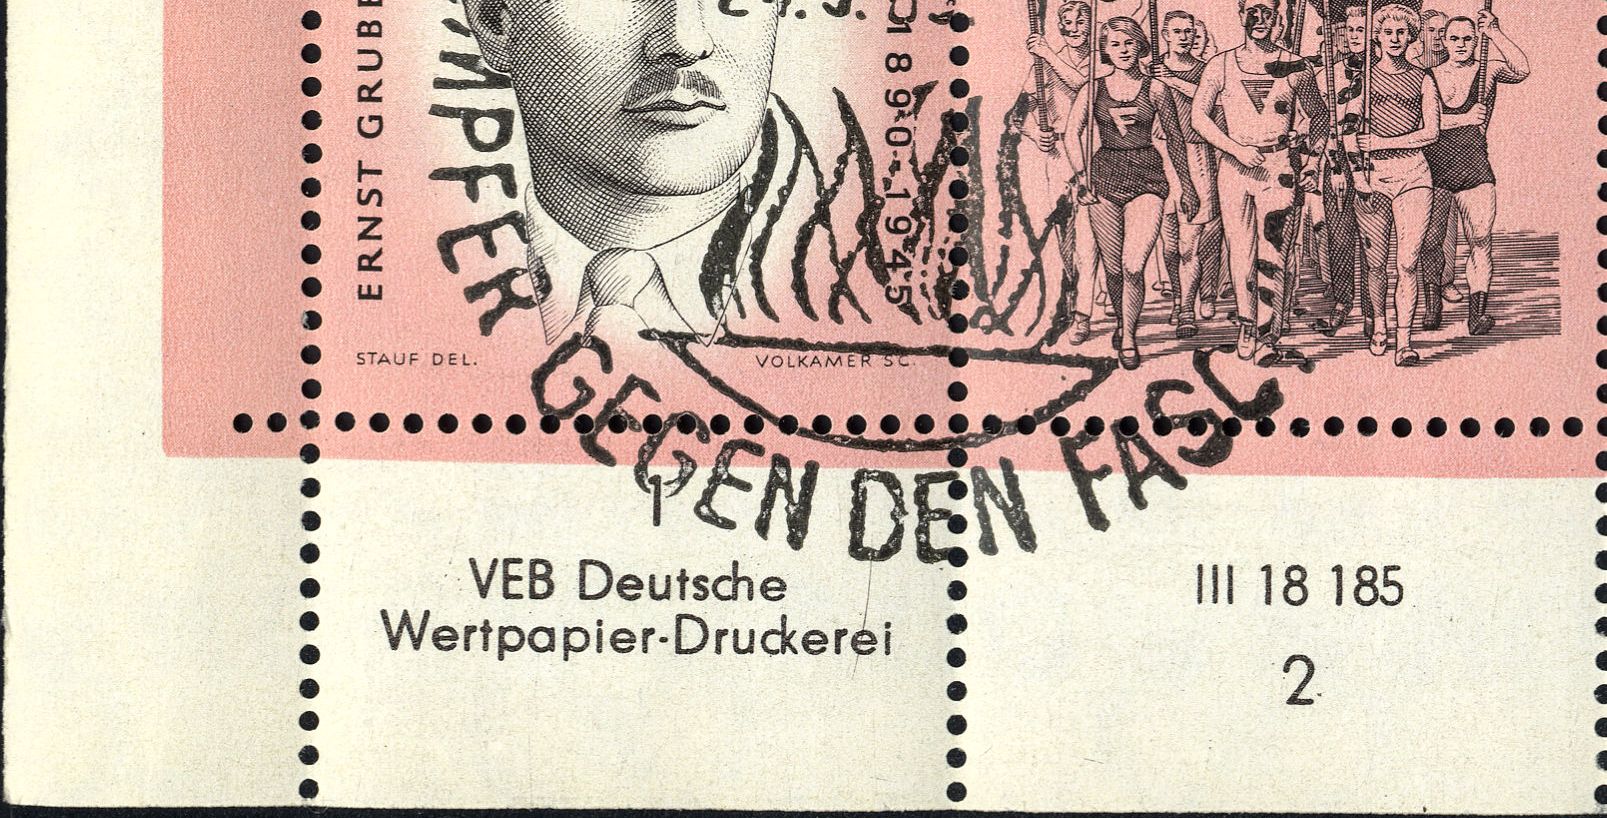 ERNST GRUBE
1890-1945
STAUF DEL.
VOLKAMER SC.
MPFER GEGEN DEN FASC
1
VEB Deutsche
Wertpapier-Druckerei
III 18 185
2